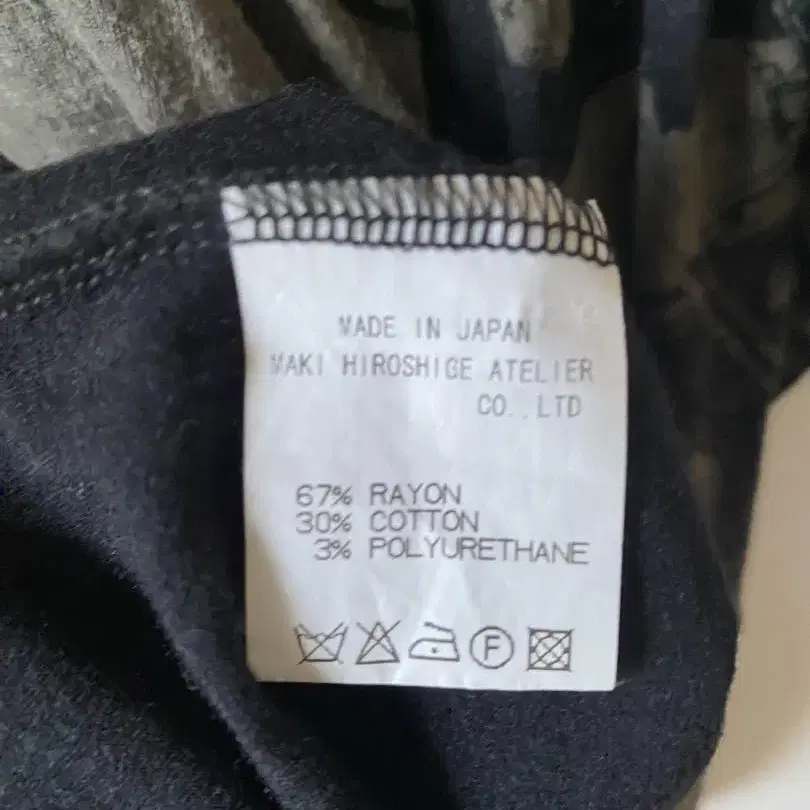 MADE IN JAPAN
MAKI HIROSHIGE ATELIER
CO.,LTD
67% RAYON
30% COTTON
3% POLYURETHANE
F